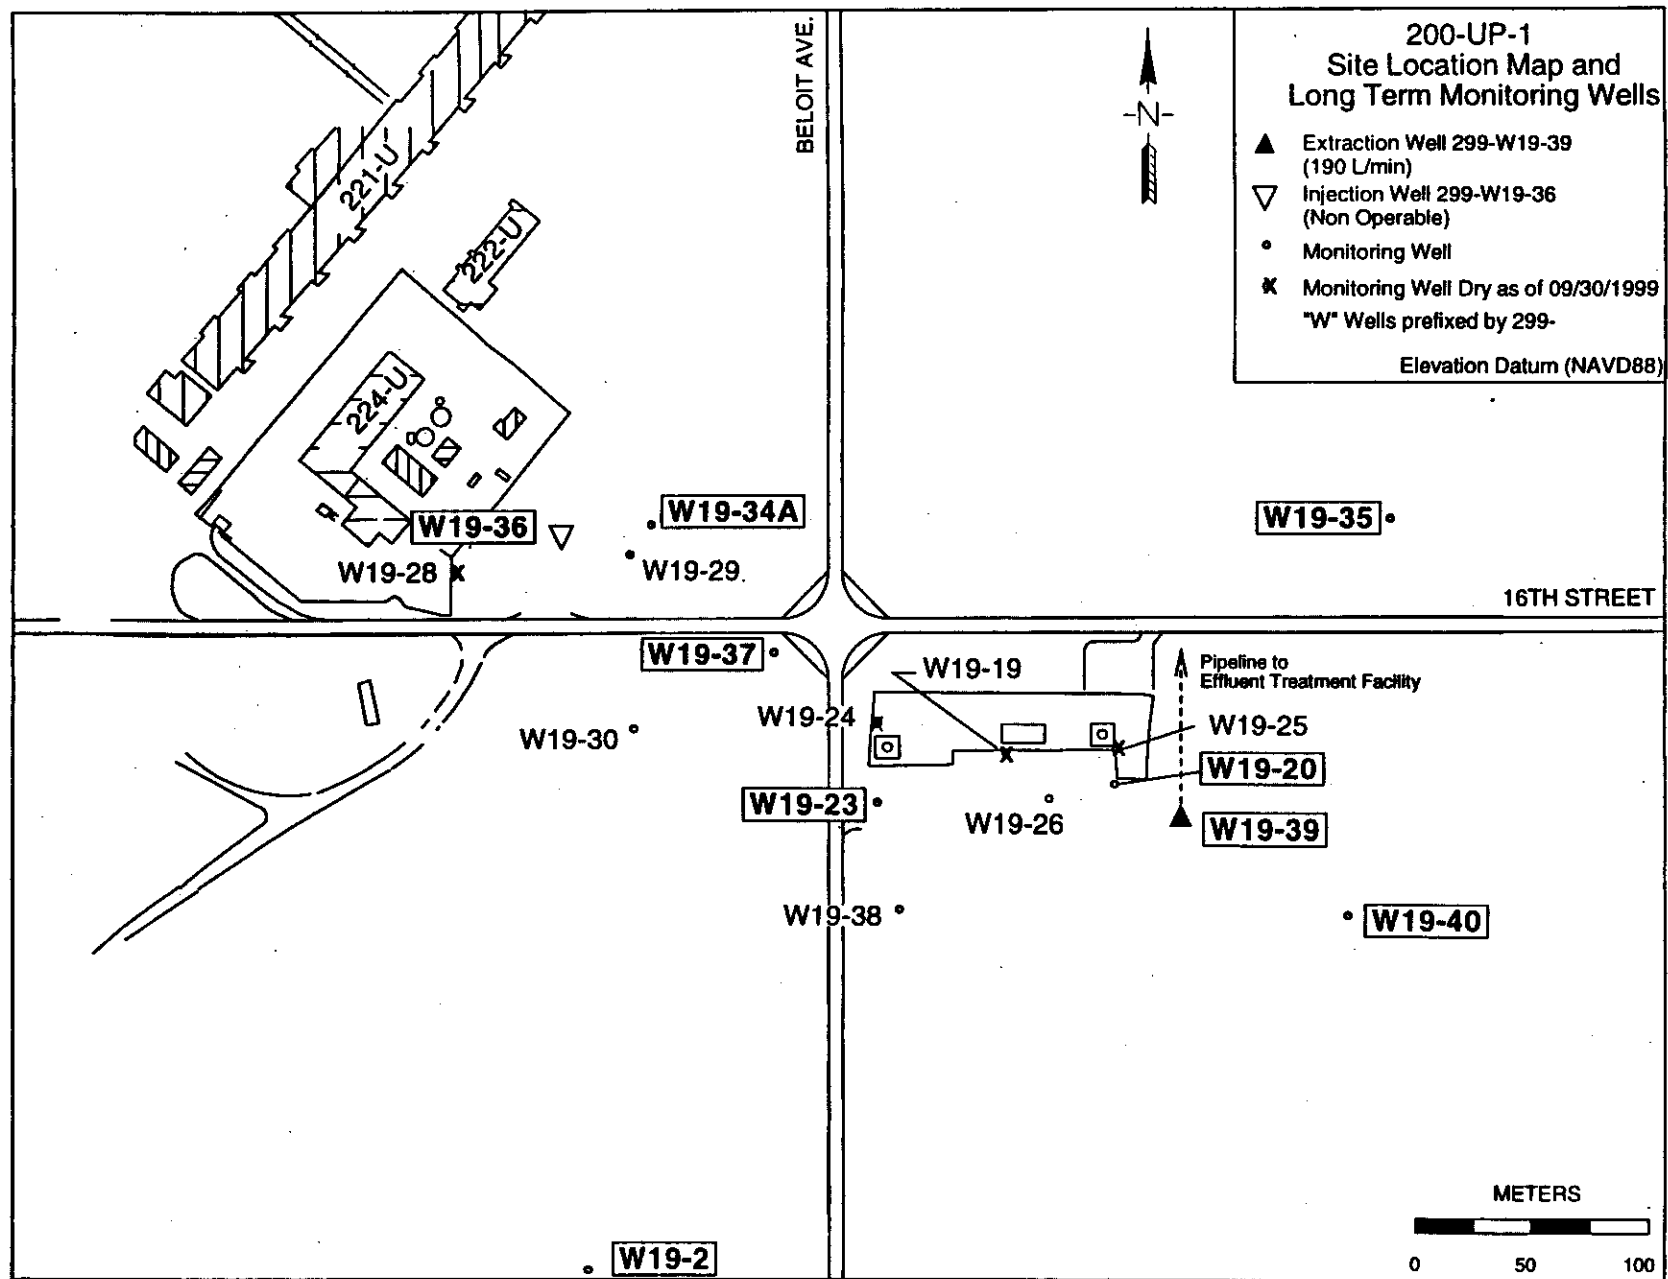 200-UP-1
Site Location Map and
Long Term Monitoring Wells
Extraction Well 299-W19-39
(190 L/min)
Injection Well 299-W19-36
(Non Operable)
Monitoring Well
Monitoring Well Dry as of 09/30/1999
"W" Wells prefixed by 299-
Elevation Datum (NAVD88)
BELOIT AVE.
-N-
221-U
222-U
224-U
W19-36
W19-34A
W19-35
W19-28
W19-29
16TH STREET
W19-37
W19-19
Pipeline to
Effluent Treatment Facility
W19-24
W19-25
W19-30
W19-20
W19-23
W19-26
W19-39
W19-38
W19-40
METERS
0 50 100
W19-2